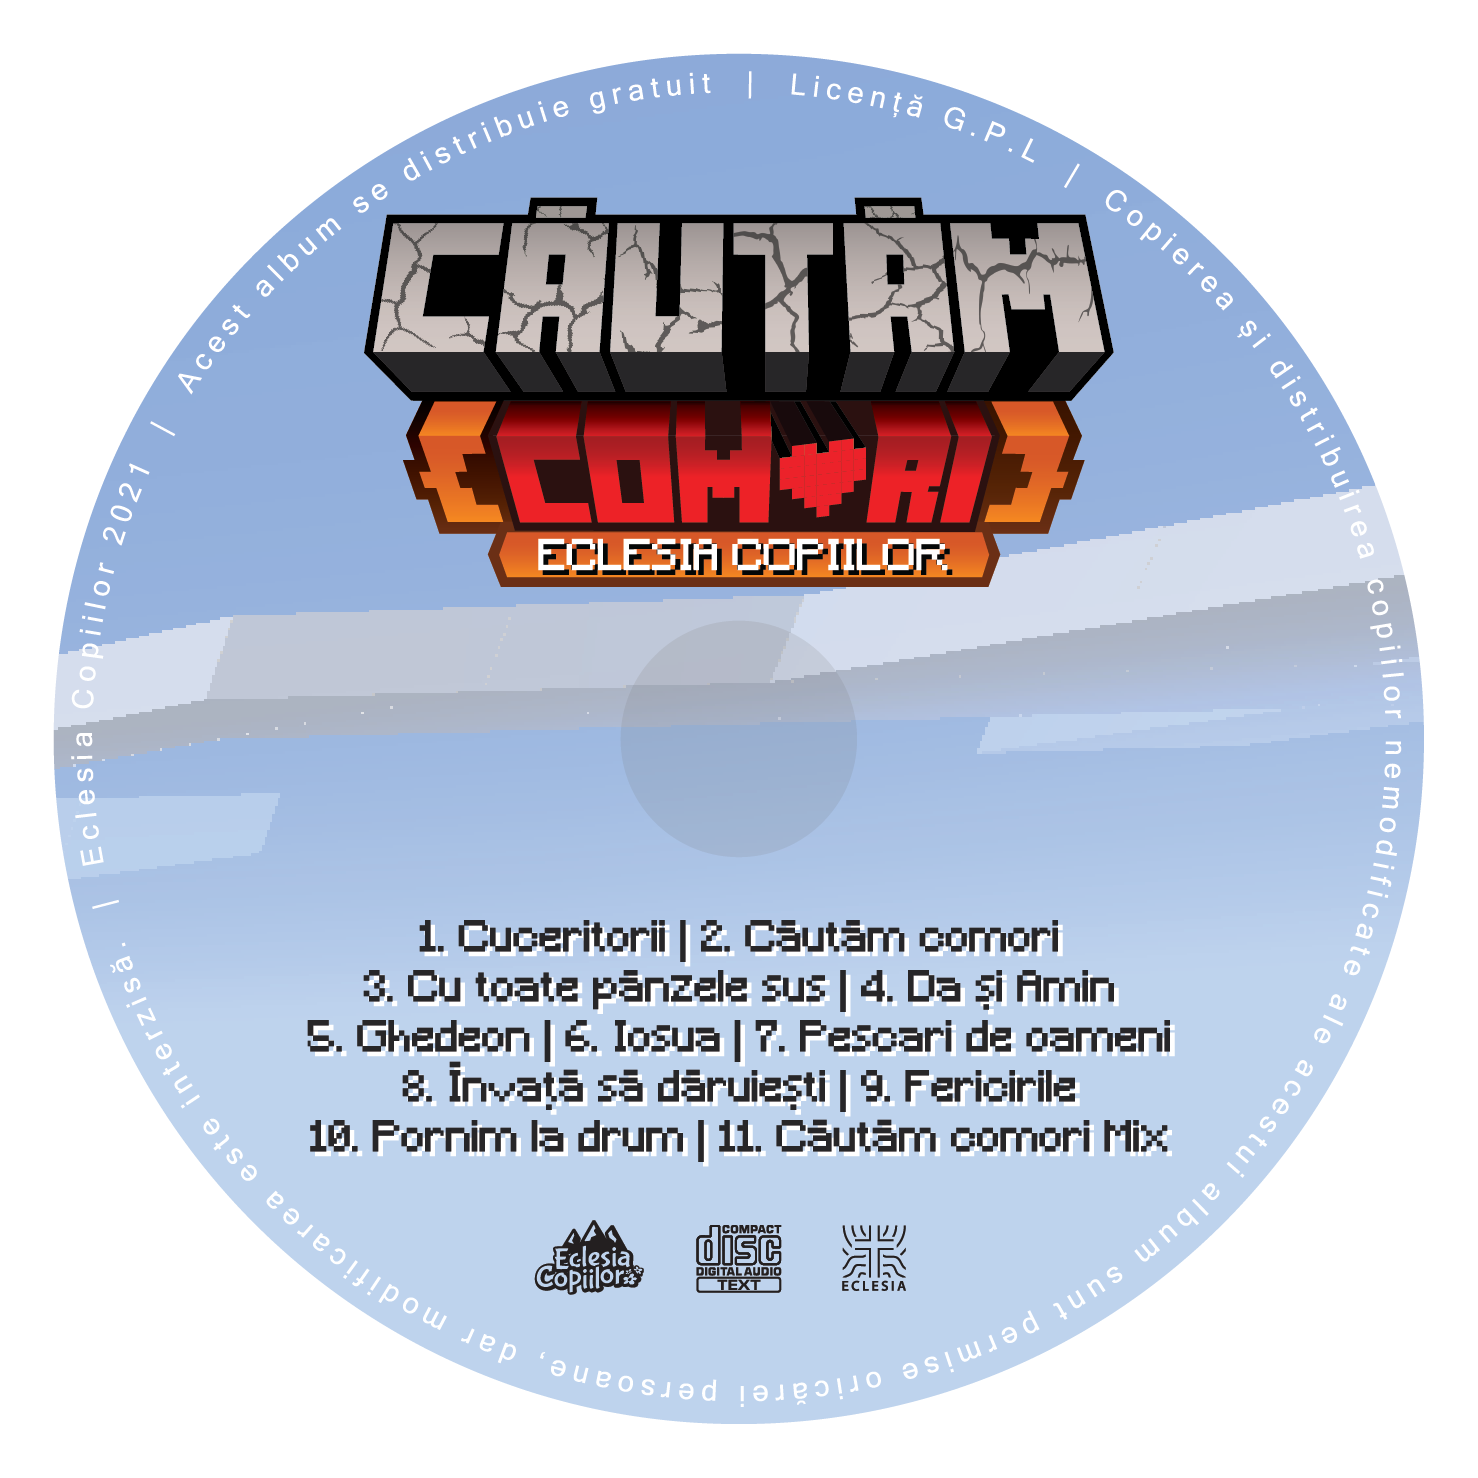 Eclesia Copiilor 2021 | Acest album se distribuie gratuit | Licență G.P.L | Copierea și distribuirea copiilor nemodificate ale acestui album sunt permise oricărei persoane, dar modificarea este interzisă. |
CĂUTĂM
COMORI
ECLESIA COPIILOR
1. Cuceritorii | 2. Căutăm comori
3. Cu toate pânzele sus | 4. Da și Amin
5. Ghedeon | 6. Iosua | 7. Pescari de oameni
8. Învață să dăruiești | 9. Fericirile
10. Pornim la drum | 11. Căutăm comori Mix
Eclesia
Copiilor
COMPACT
disc
DIGITAL AUDIO
TEXT
ECLESIA